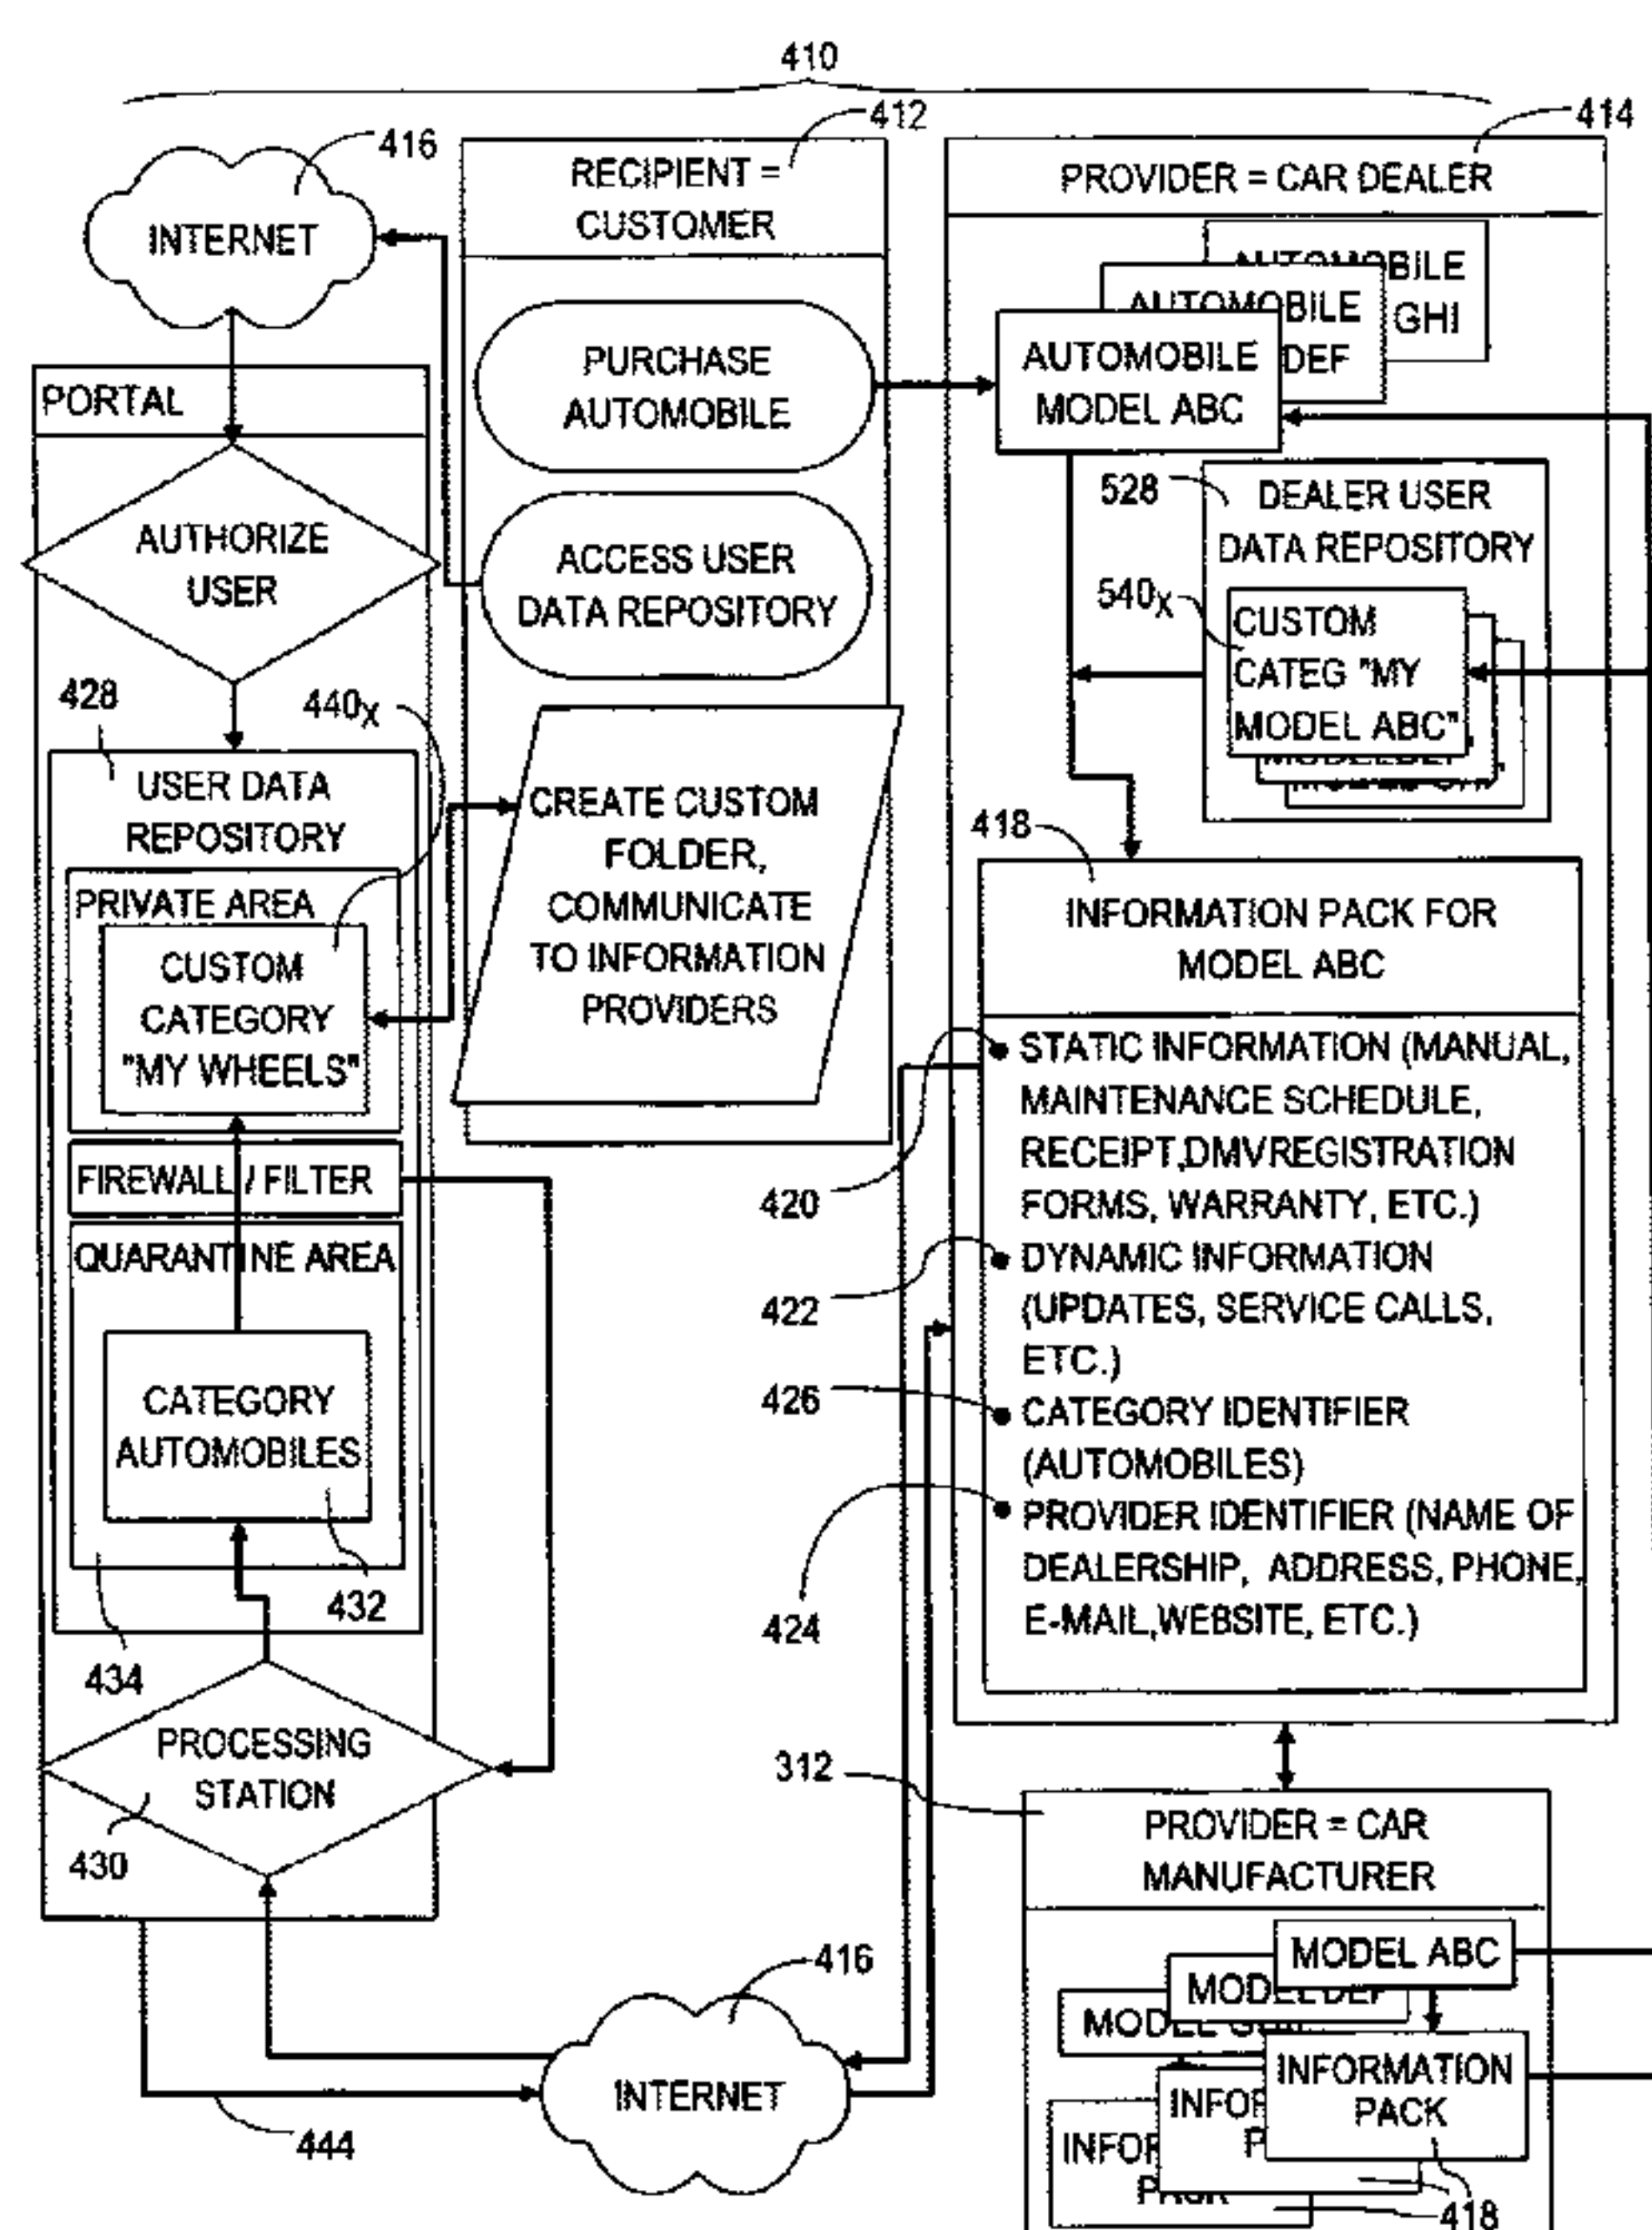 410
416
INTERNET
412
RECIPIENT =
CUSTOMER
414
PROVIDER = CAR DEALER
AUTOMOBILE
GHI
AUTOMOBILE
DEF
AUTOMOBILE
MODEL ABC
PURCHASE
AUTOMOBILE
PORTAL
AUTHORIZE
USER
ACCESS USER
DATA REPOSITORY
528
DEALER USER
DATA REPOSITORY
540X
CUSTOM
CATEG "MY
MODEL ABC"
428
440X
USER DATA
REPOSITORY
PRIVATE AREA
CUSTOM
CATEGORY
"MY WHEELS"
CREATE CUSTOM
FOLDER,
COMMUNICATE
TO INFORMATION
PROVIDERS
FIREWALL / FILTER
QUARANTINE AREA
CATEGORY
AUTOMOBILES
432
434
PROCESSING
STATION
430
418
INFORMATION PACK FOR
MODEL ABC
420
● STATIC INFORMATION (MANUAL,
MAINTENANCE SCHEDULE,
RECEIPT,DMVREGISTRATION
FORMS, WARRANTY, ETC.)
422
● DYNAMIC INFORMATION
(UPDATES, SERVICE CALLS,
ETC.)
426
● CATEGORY IDENTIFIER
(AUTOMOBILES)
424
● PROVIDER IDENTIFIER (NAME OF
DEALERSHIP, ADDRESS, PHONE,
E-MAIL,WEBSITE, ETC.)
312
PROVIDER = CAR
MANUFACTURER
MODEL ABC
MODEL DEF
INFORMATION
PACK
INFOR
P
INFOR
PACK
418
416
INTERNET
444